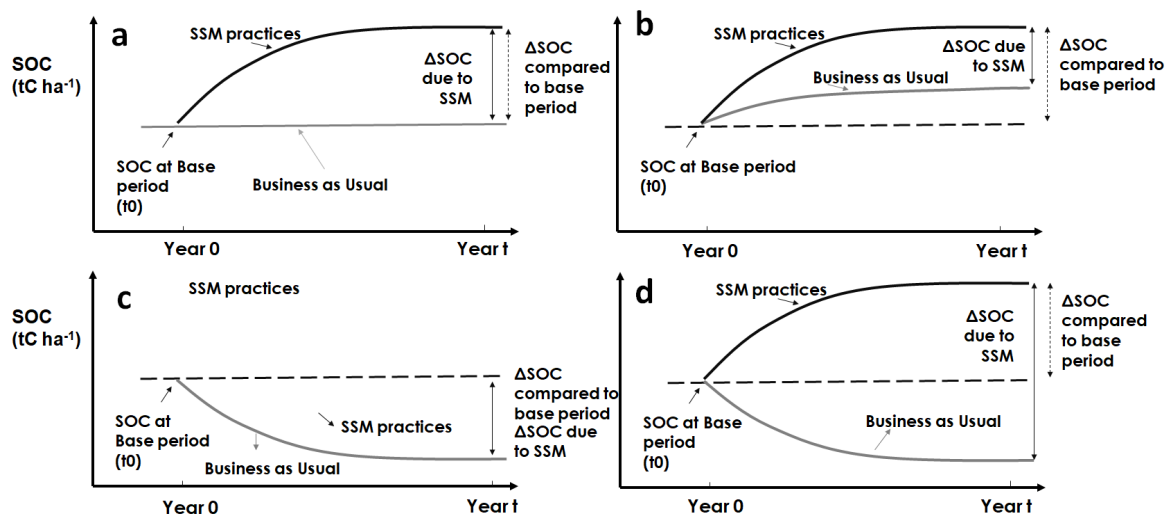 a
SSM practices
SOC
(tC ha-1)
ΔSOC
due to
SSM
ΔSOC
compared
to base
period
SOC at Base
period
(t0)
Business as Usual
Year 0
Year t
b
SSM practices
ΔSOC due
to SSM
ΔSOC
compared to
base period
Business as Usual
SOC at Base period
(t0)
Year 0
Year t
c
SSM practices
SOC
(tC ha-1)
SOC at
Base period
(t0)
SSM practices
Business as Usual
ΔSOC
compared to
base period
ΔSOC due
to SSM
Year 0
Year t
d
SSM practices
ΔSOC
due to
SSM
ΔSOC
compared
to base
period
SOC at Base
period
(t0)
Business as Usual
Year 0
Year t